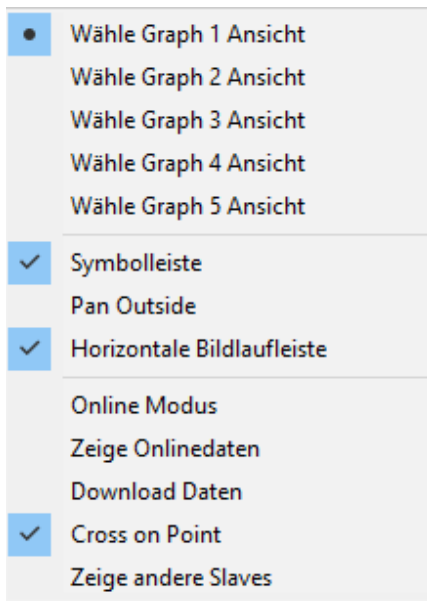 Wähle Graph 1 Ansicht
Wähle Graph 2 Ansicht
Wähle Graph 3 Ansicht
Wähle Graph 4 Ansicht
Wähle Graph 5 Ansicht
Symbolleiste
Pan Outside
Horizontale Bildlaufleiste
Online Modus
Zeige Onlinedaten
Download Daten
Cross on Point
Zeige andere Slaves